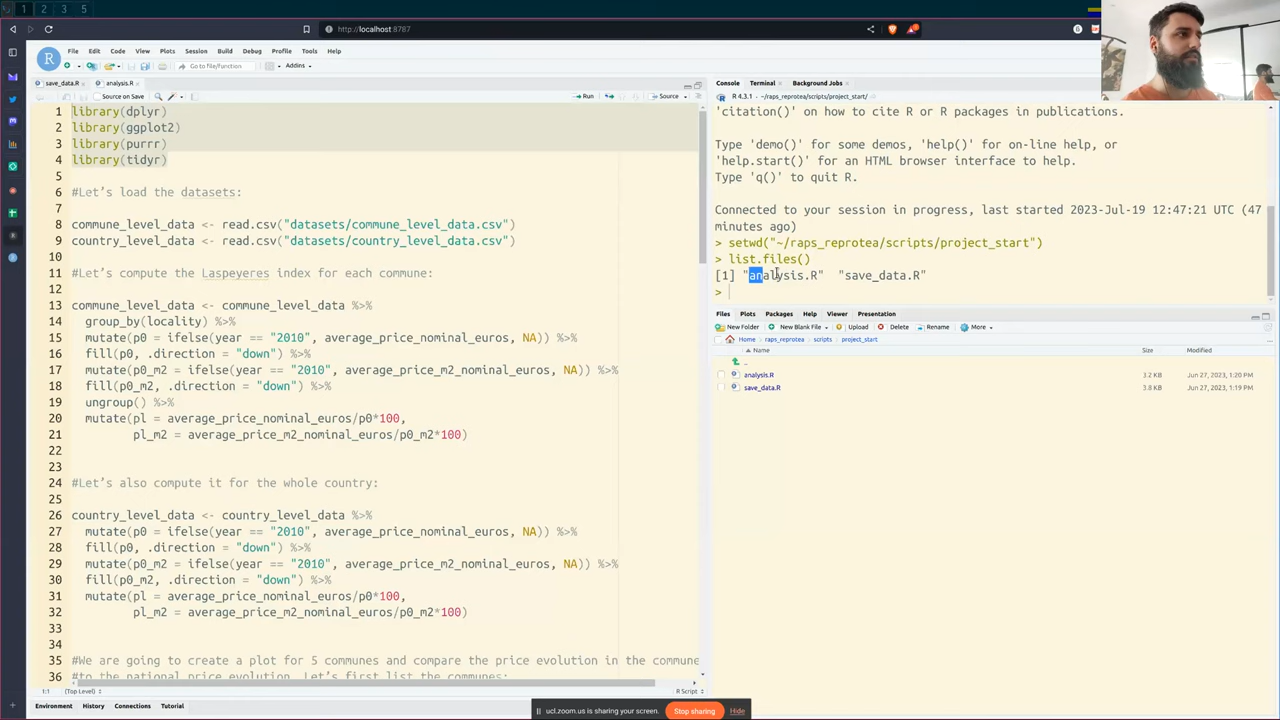 1 2 3 5
http://localhost:8787
R File Edit Code View Plots Session Build Debug Profile Tools Help
Go to file/function Addins
save_data.R analysis.R
Source on Save Run Source
1 library(dplyr)
2 library(ggplot2)
3 library(purrr)
4 library(tidyr)
5
6 #Let's load the datasets:
7
8 commune_level_data <- read.csv("datasets/commune_level_data.csv")
9 country_level_data <- read.csv("datasets/country_level_data.csv")
10
11 #Let's compute the Laspeyeres index for each commune:
12
13 commune_level_data <- commune_level_data %>%
14 group_by(locality) %>%
15 mutate(p0 = ifelse(year == "2010", average_price_nominal_euros, NA)) %>%
16 fill(p0, .direction = "down") %>%
17 mutate(p0_m2 = ifelse(year == "2010", average_price_m2_nominal_euros, NA)) %>%
18 fill(p0_m2, .direction = "down") %>%
19 ungroup() %>%
20 mutate(pl = average_price_nominal_euros/p0*100,
21 pl_m2 = average_price_m2_nominal_euros/p0_m2*100)
22
23
24 #Let's also compute it for the whole country:
25
26 country_level_data <- country_level_data %>%
27 mutate(p0 = ifelse(year == "2010", average_price_nominal_euros, NA)) %>%
28 fill(p0, .direction = "down") %>%
29 mutate(p0_m2 = ifelse(year == "2010", average_price_m2_nominal_euros, NA)) %>%
30 fill(p0_m2, .direction = "down") %>%
31 mutate(pl = average_price_nominal_euros/p0*100,
32 pl_m2 = average_price_m2_nominal_euros/p0_m2*100)
33
34
35 #We are going to create a plot for 5 communes and compare the price evolution in the commune
36 #to the national price evolution. Let's first list the communes:
1:1 (Top Level) R Script
Environment History Connections Tutorial
Console Terminal Background Jobs
R 4.3.1 · ~/raps_reprotea/scripts/project_start/
'citation()' on how to cite R or R packages in publications.
Type 'demo()' for some demos, 'help()' for on-line help, or
'help.start()' for an HTML browser interface to help.
Type 'q()' to quit R.
Connected to your session in progress, last started 2023-Jul-19 12:47:21 UTC (47
minutes ago)
> setwd("~/raps_reprotea/scripts/project_start")
> list.files()
[1] "analysis.R" "save_data.R"
>
Files Plots Packages Help Viewer Presentation
New Folder New Blank File Upload Delete Rename More
Home raps_reprotea scripts project_start
Name Size Modified
..
analysis.R 3.2 KB Jun 27, 2023, 1:20 PM
save_data.R 3.8 KB Jun 27, 2023, 1:19 PM
ucl.zoom.us is sharing your screen. Stop sharing Hide